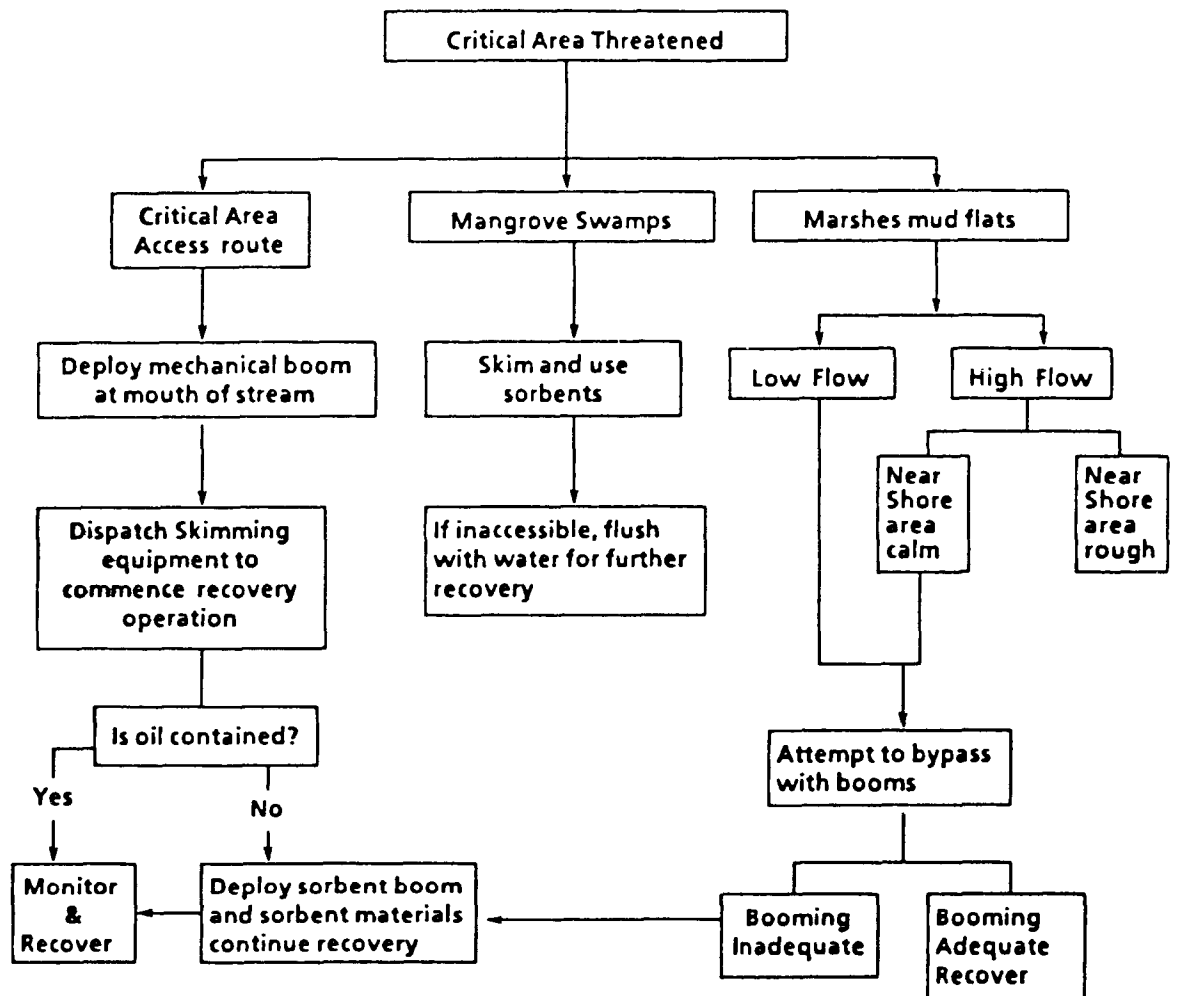 Critical Area Threatened
Critical Area
Access route
Mangrove Swamps
Marshes mud flats
Deploy mechanical boom
at mouth of stream
Skim and use
sorbents
Low Flow
High Flow
Near
Shore
area
calm
Near
Shore
area
rough
Dispatch Skimming
equipment to
commence recovery
operation
If inaccessible, flush
with water for further
recovery
Is oil contained?
Attempt to bypass
with booms
Yes
No
Monitor
&
Recover
Deploy sorbent boom
and sorbent materials
continue recovery
Booming
Inadequate
Booming
Adequate
Recover